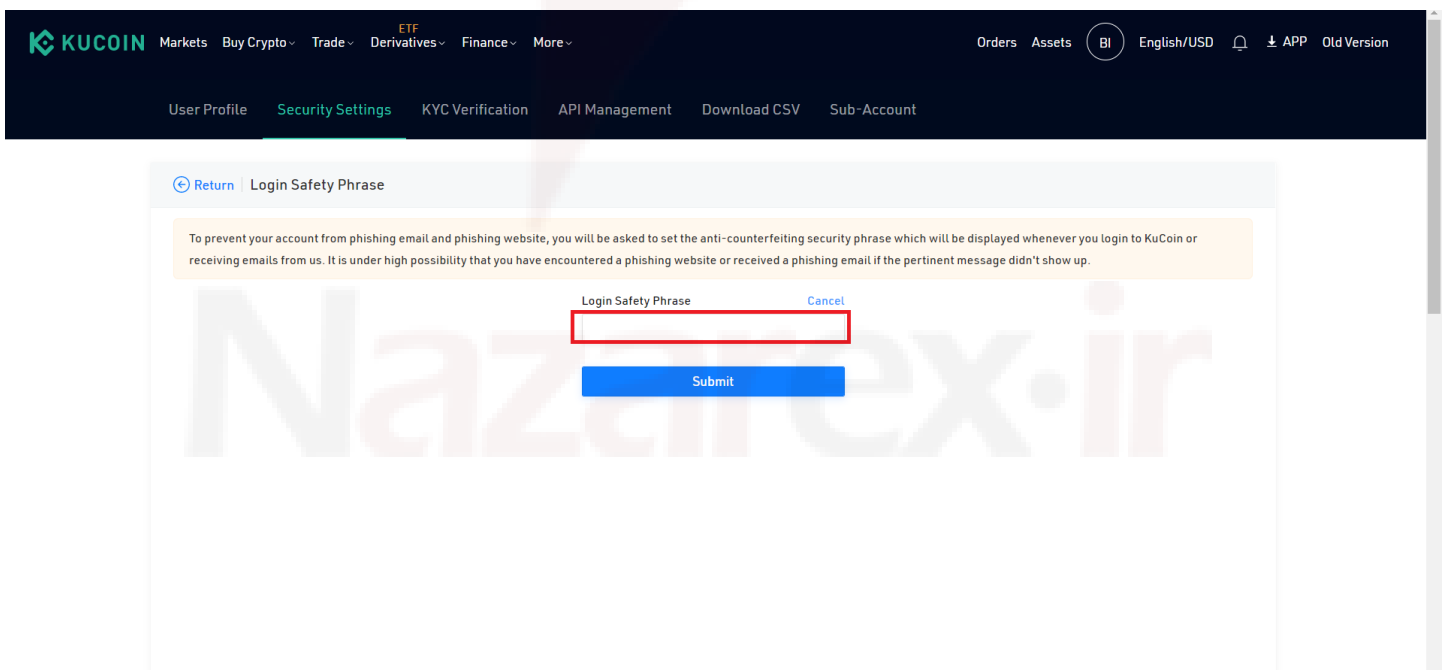 KUCOIN Markets Buy Crypto Trade Derivatives ETF Finance More Orders Assets BI English/USD APP Old Version
User Profile Security Settings KYC Verification API Management Download CSV Sub-Account
Return Login Safety Phrase
To prevent your account from phishing email and phishing website, you will be asked to set the anti-counterfeiting security phrase which will be displayed whenever you login to KuCoin or
receiving emails from us. It is under high possibility that you have encountered a phishing website or received a phishing email if the pertinent message didn't show up.
Login Safety Phrase Cancel
Submit
Nazarex.ir